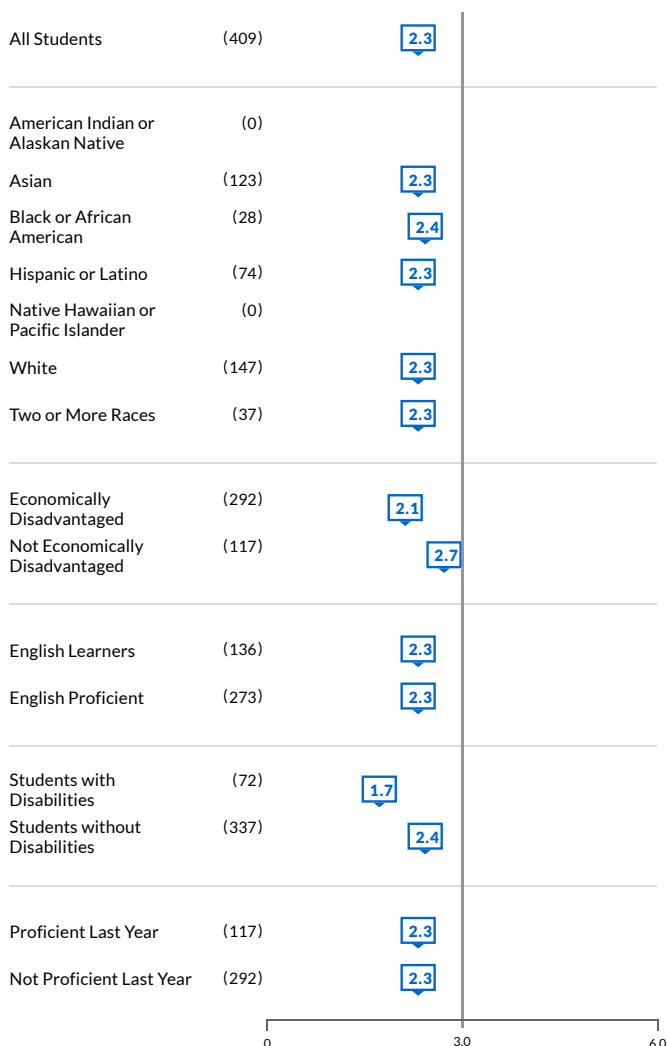 All Students (409) 2.3
American Indian or (0)
Alaskan Native
Asian (123) 2.3
Black or African (28) 2.4
American
Hispanic or Latino (74) 2.3
Native Hawaiian or (0)
Pacific Islander
White (147) 2.3
Two or More Races (37) 2.3
Economically (292) 2.1
Disadvantaged
Not Economically (117) 2.7
Disadvantaged
English Learners (136) 2.3
English Proficient (273) 2.3
Students with (72) 1.7
Disabilities
Students without (337) 2.4
Disabilities
Proficient Last Year (117) 2.3
Not Proficient Last Year (292) 2.3
0 3.0 6.0